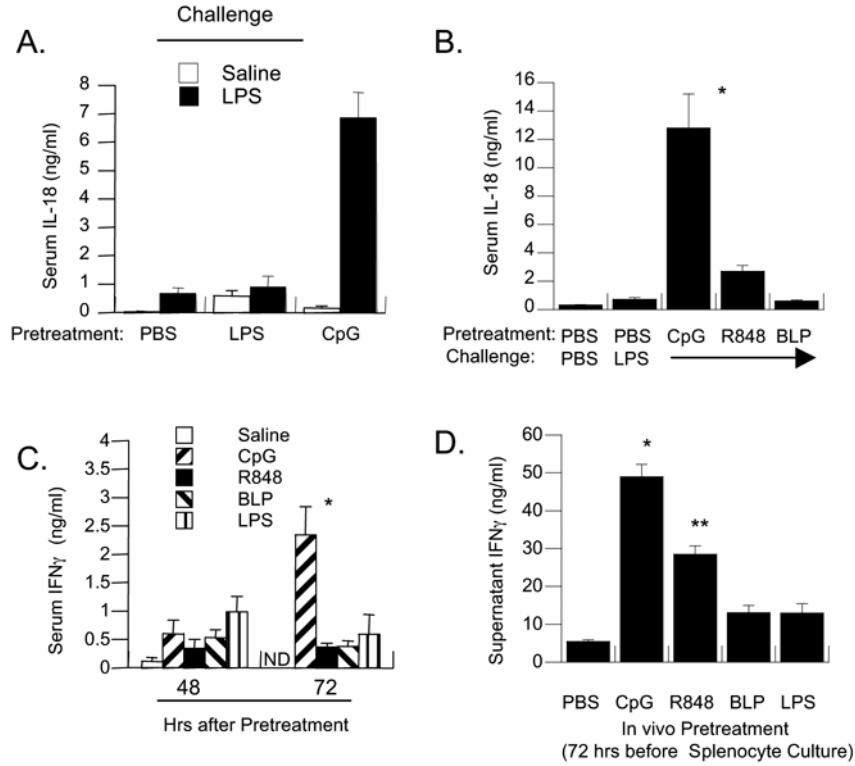 A.
Challenge
Saline
LPS
Serum IL-18 (ng/ml)
8
7
6
5
4
3
2
1
0
Pretreatment: PBS LPS CpG
B.
Serum IL-18 (ng/ml)
16
14
12
10
8
6
4
2
0
*
Pretreatment: PBS PBS CpG R848 BLP
Challenge: PBS LPS
C.
Saline
CpG
R848
BLP
LPS
Serum IFNγ (ng/ml)
4
3.5
3
2.5
2
1.5
1
0.5
0
*
ND
48 72
Hrs after Pretreatment
D.
Supernatant IFNγ (ng/ml)
60
50
40
30
20
10
0
*
**
PBS CpG R848 BLP LPS
In vivo Pretreatment
(72 hrs before Splenocyte Culture)